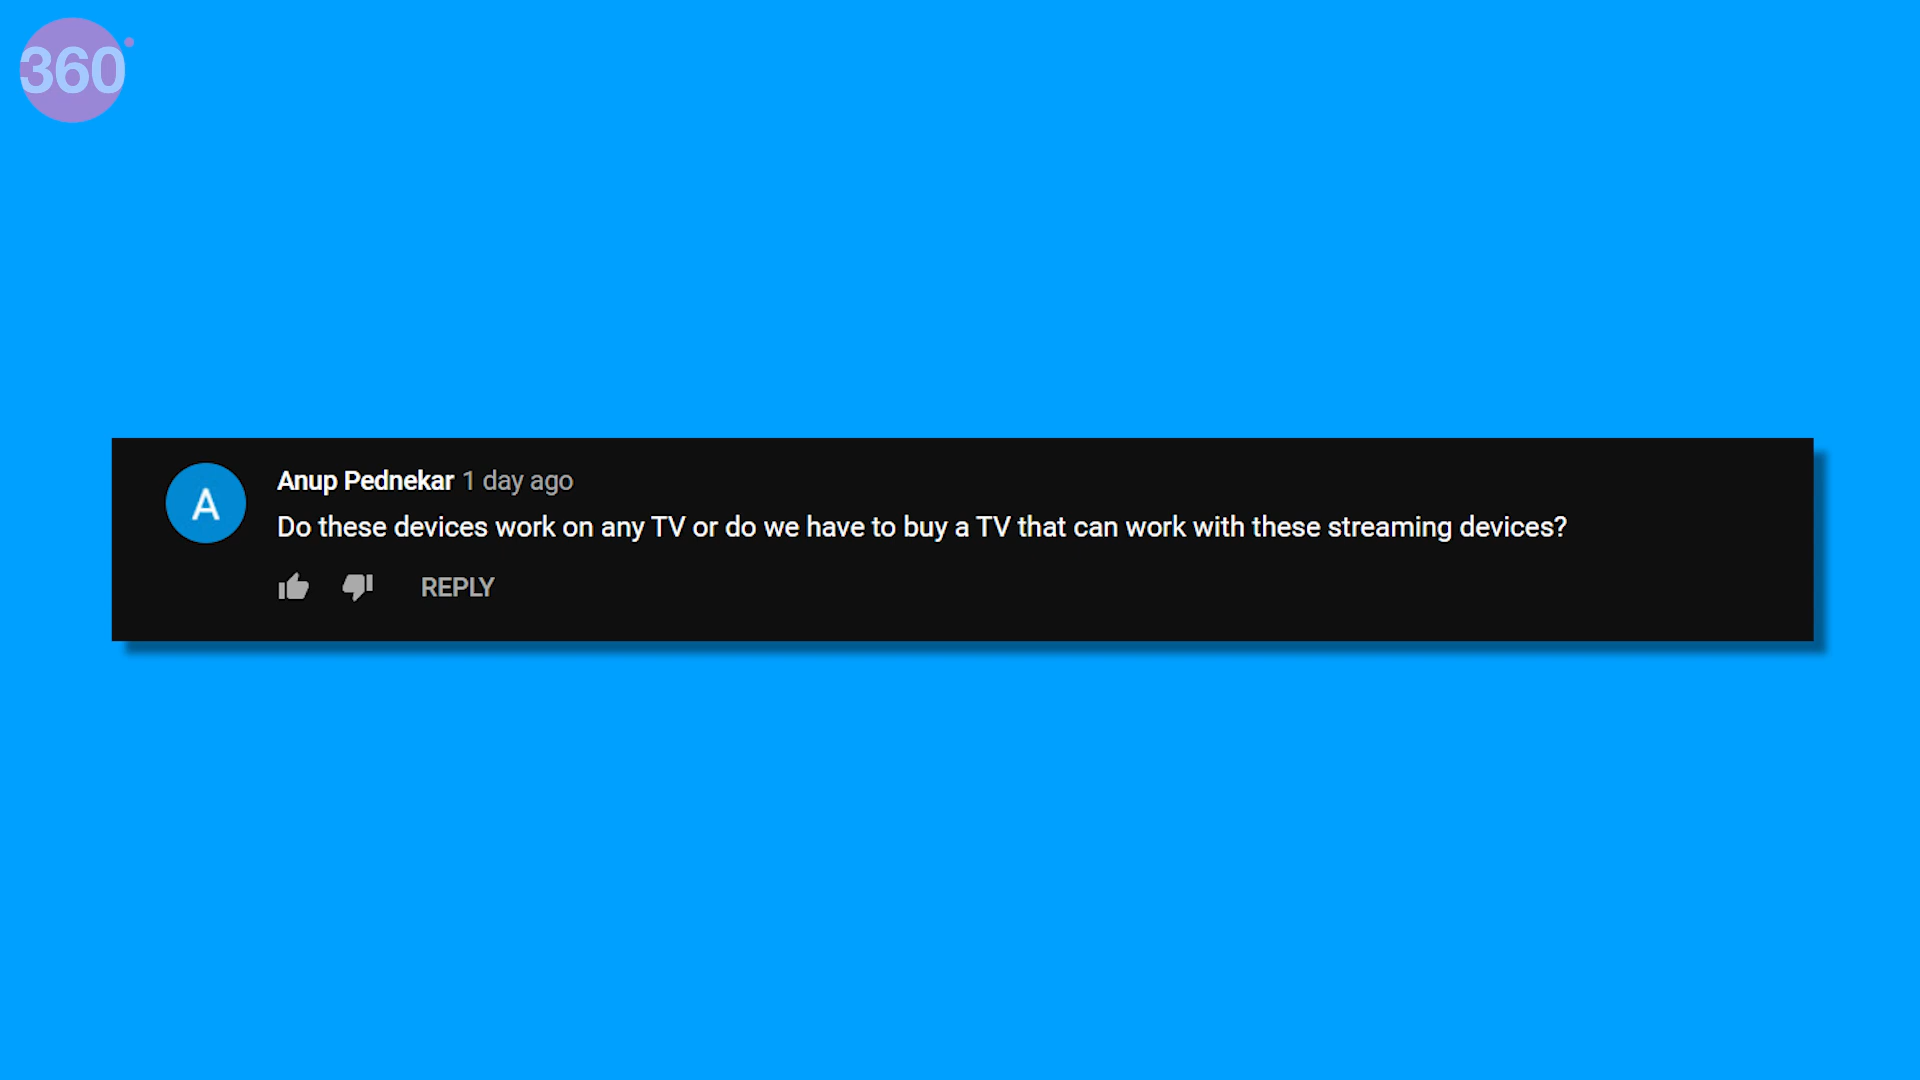 360
A
Anup Pednekar 1 day ago
Do these devices work on any TV or do we have to buy a TV that can work with these streaming devices?
REPLY